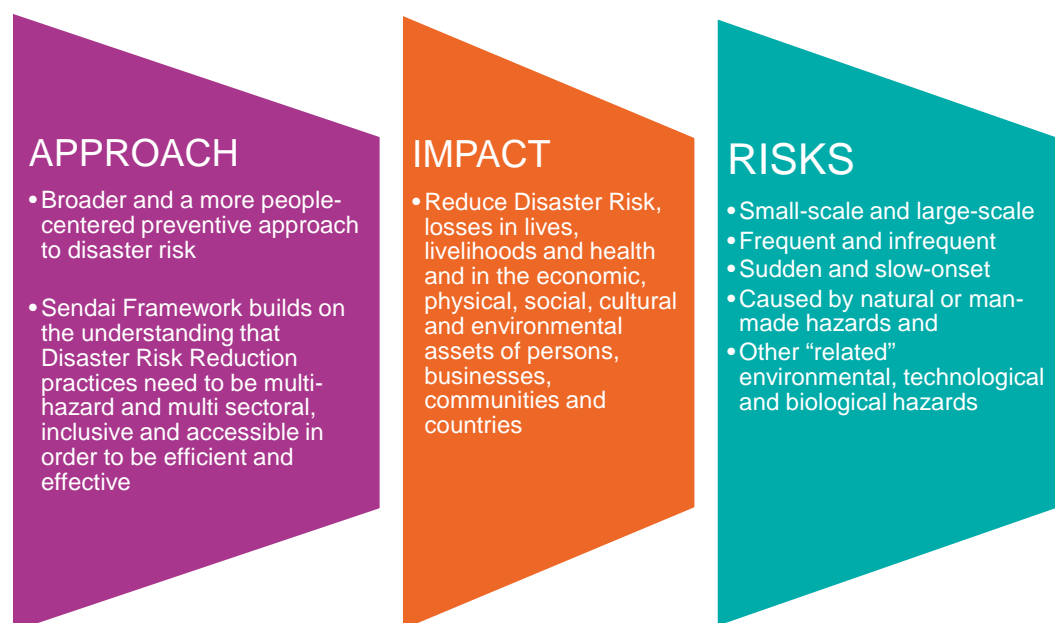 APPROACH
•Broader and a more people-
centered preventive approach
to disaster risk
•Sendai Framework builds on
the understanding that
Disaster Risk Reduction
practices need to be multi-
hazard and multi sectoral,
inclusive and accessible in
order to be efficient and
effective
IMPACT
•Reduce Disaster Risk,
losses in lives,
livelihoods and health
and in the economic,
physical, social, cultural
and environmental
assets of persons,
businesses,
communities and
countries
RISKS
•Small-scale and large-scale
•Frequent and infrequent
•Sudden and slow-onset
•Caused by natural or man-
made hazards and
•Other “related”
environmental, technological
and biological hazards